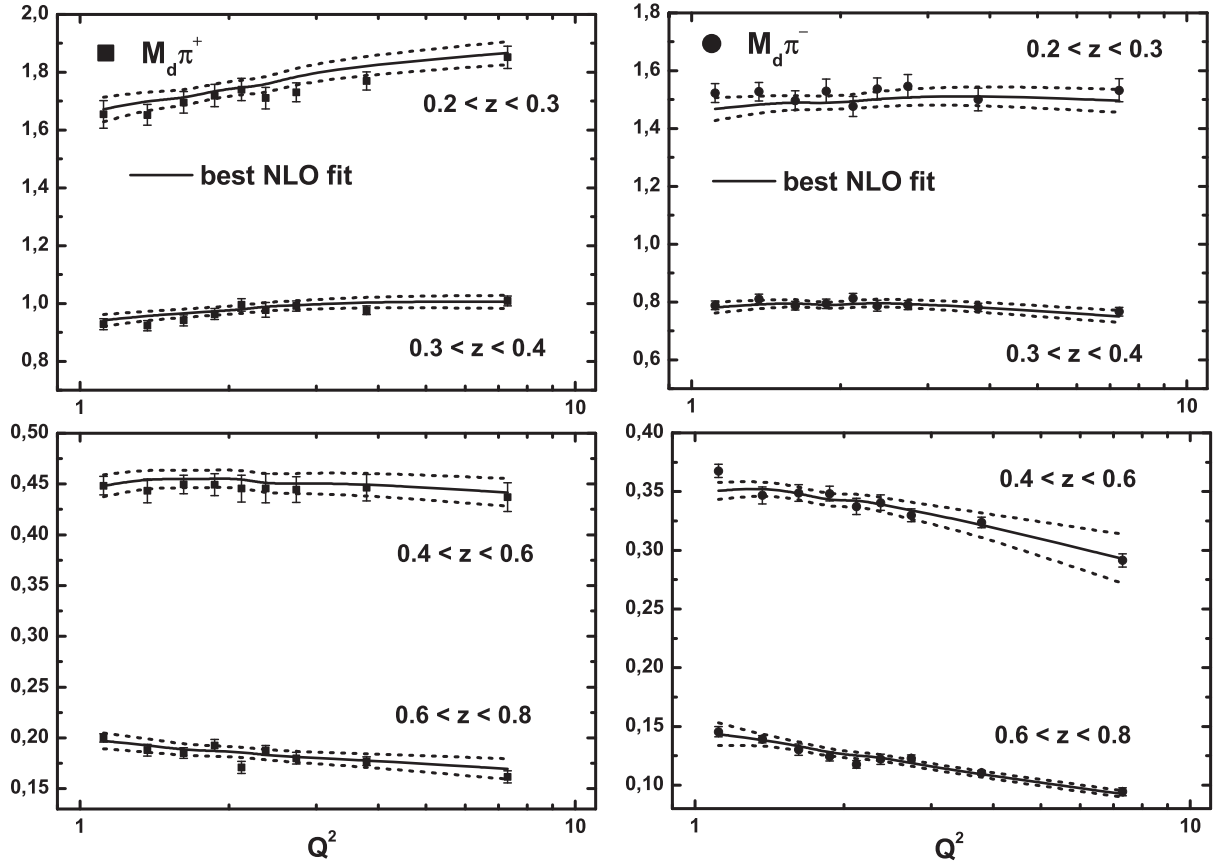 2,0
1,8
1,6
1,4
1,2
1,0
0,8
M_d π^+
0.2 < z < 0.3
best NLO fit
0.3 < z < 0.4
1
10
1,8
1,6
1,4
1,2
1,0
0,8
0,6
M_d π^−
0.2 < z < 0.3
best NLO fit
0.3 < z < 0.4
1
10
0,50
0,45
0,40
0,35
0,30
0,25
0,20
0,15
0.4 < z < 0.6
0.6 < z < 0.8
1
10
Q^2
0,40
0,35
0,30
0,25
0,20
0,15
0,10
0.4 < z < 0.6
0.6 < z < 0.8
1
10
Q^2